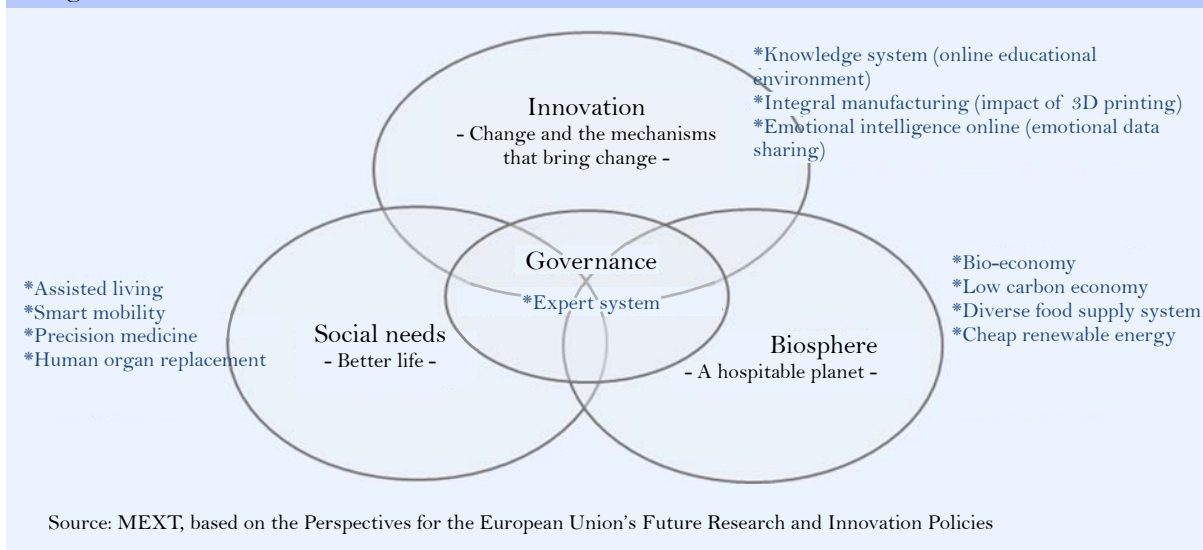 Innovation
- Change and the mechanisms
that bring change -
*Knowledge system (online educational
environment)
*Integral manufacturing (impact of 3D printing)
*Emotional intelligence online (emotional data
sharing)
Governance
*Expert system
*Assisted living
*Smart mobility
*Precision medicine
*Human organ replacement
Social needs
- Better life -
Biosphere
- A hospitable planet -
*Bio-economy
*Low carbon economy
*Diverse food supply system
*Cheap renewable energy
Source: MEXT, based on the Perspectives for the European Union's Future Research and Innovation Policies